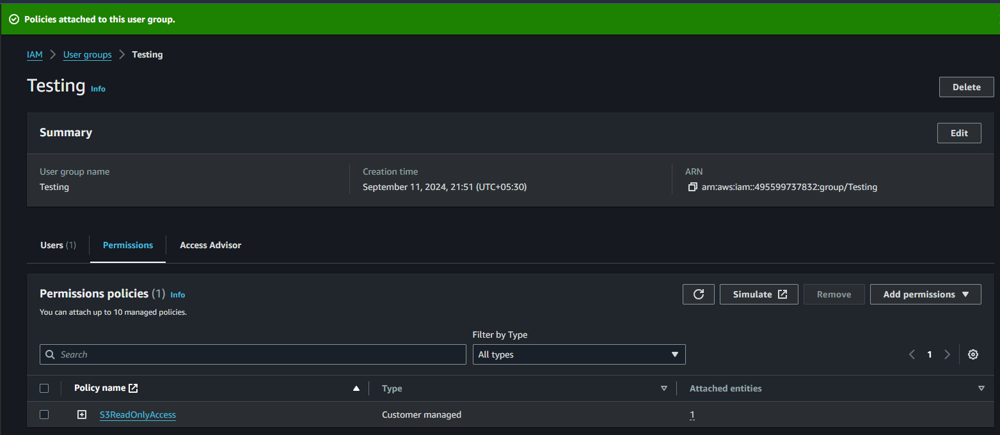 Policies attached to this user group.
IAM > User groups > Testing
Testing Info
Delete
Summary
Edit
User group name
Testing
Creation time
September 11, 2024, 21:51 (UTC+05:30)
ARN
arn:aws:iam::495599737832:group/Testing
Users (1)
Permissions
Access Advisor
Permissions policies (1) Info
You can attach up to 10 managed policies.
Simulate
Remove
Add permissions
Filter by Type
Search
All types
1
Policy name
Type
Attached entities
S3ReadOnlyAccess
Customer managed
1